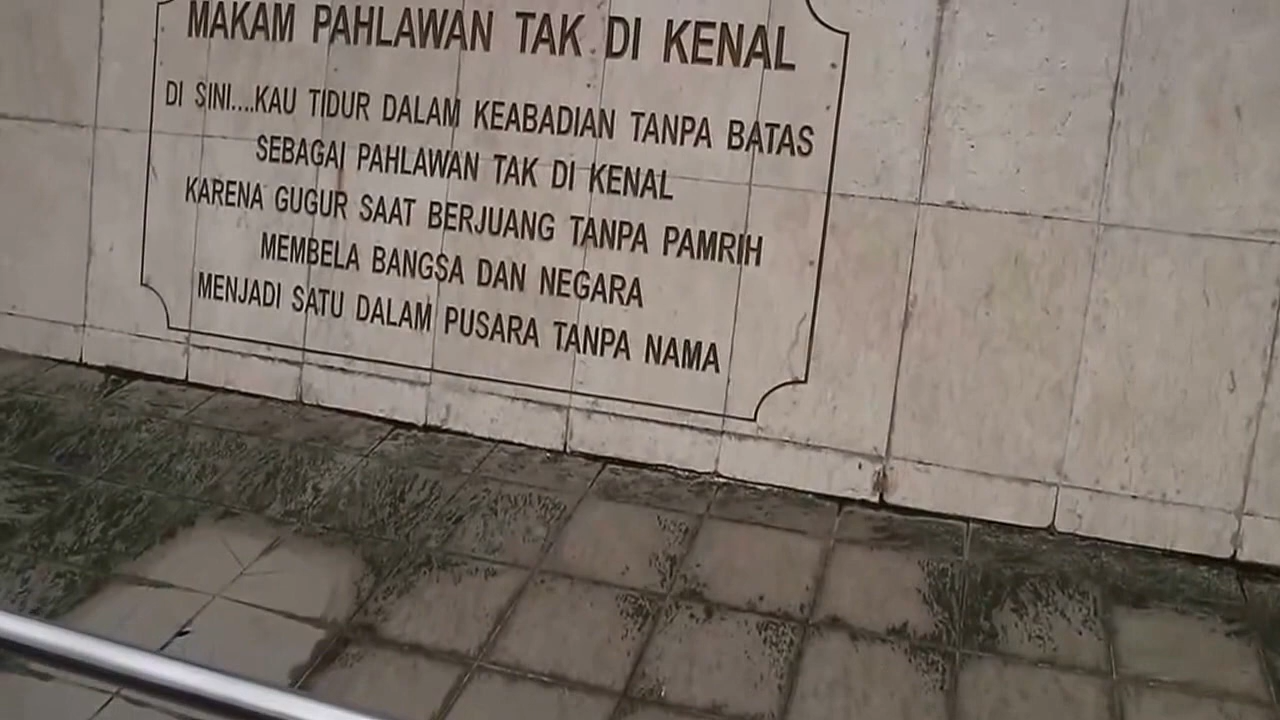 MAKAM PAHLAWAN TAK DI KENAL
DI SINI....KAU TIDUR DALAM KEABADIAN TANPA BATAS
SEBAGAI PAHLAWAN TAK DI KENAL
KARENA GUGUR SAAT BERJUANG TANPA PAMRIH
MEMBELA BANGSA DAN NEGARA
MENJADI SATU DALAM PUSARA TANPA NAMA